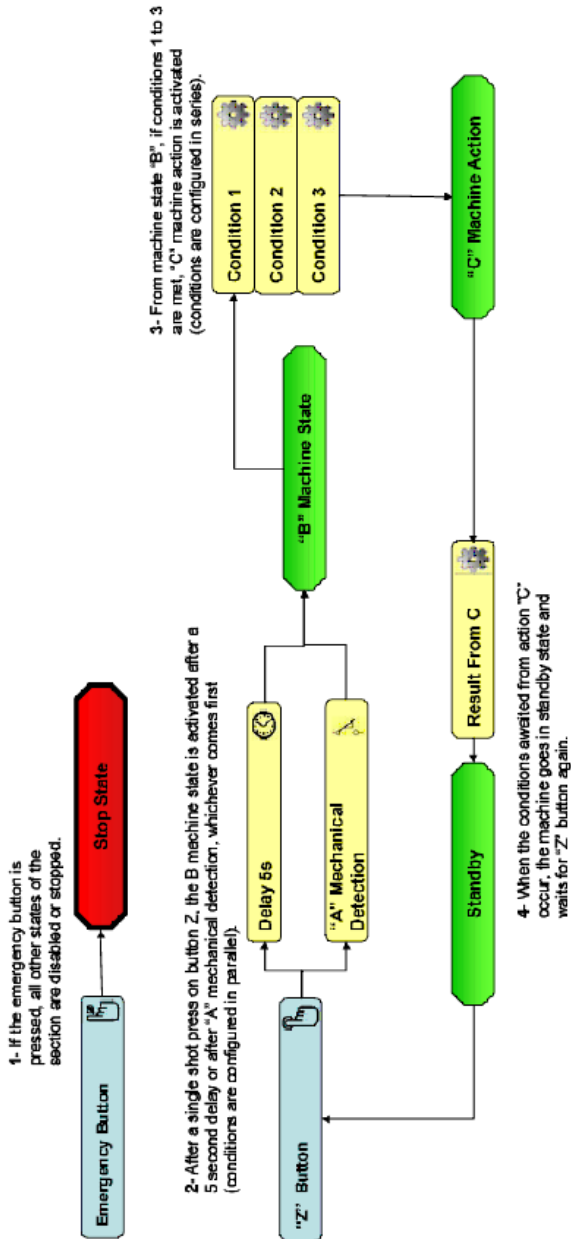 1- If the emergency button is
pressed, all other states of the
section are disabled or stopped.
Emergency Button
Stop State
2- After a single shot press on button Z, the B machine state is activated after a
5 second delay or after "A" mechanical detection, whichever comes first
(conditions are configured in parallel).
"Z" Button
Delay 5s
"A" Mechanical
Detection
"B" Machine State
3- From machine state "B", if conditions 1 to 3
are met, "C" machine action is activated
(conditions are configured in series).
Condition 1
Condition 2
Condition 3
"C" Machine Action
Result From C
Standby
4- When the conditions awaited from action "C"
occur, the machine goes in standby state and
waits for "Z" button again.